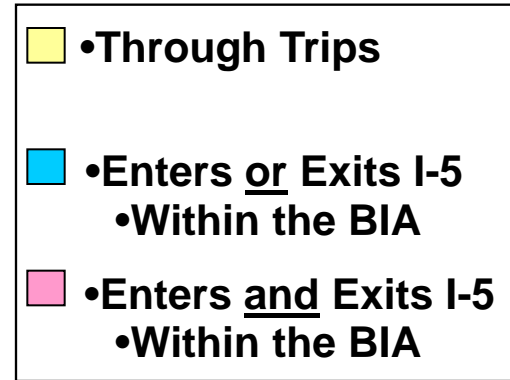 •Through Trips
•Enters or Exits I-5
•Within the BIA
•Enters and Exits I-5
•Within the BIA